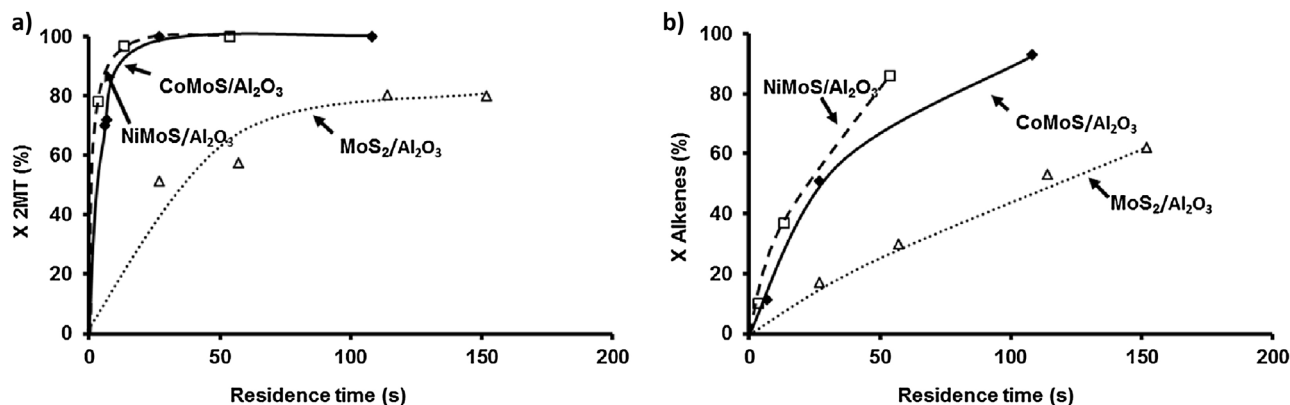 a)
X 2MT (%)
100
80
60
40
20
0
0 50 100 150 200
Residence time (s)
CoMoS/Al₂O₃
NiMoS/Al₂O₃
MoS₂/Al₂O₃
b)
X Alkenes (%)
100
80
60
40
20
0
0 50 100 150 200
Residence time (s)
NiMoS/Al₂O₃
CoMoS/Al₂O₃
MoS₂/Al₂O₃